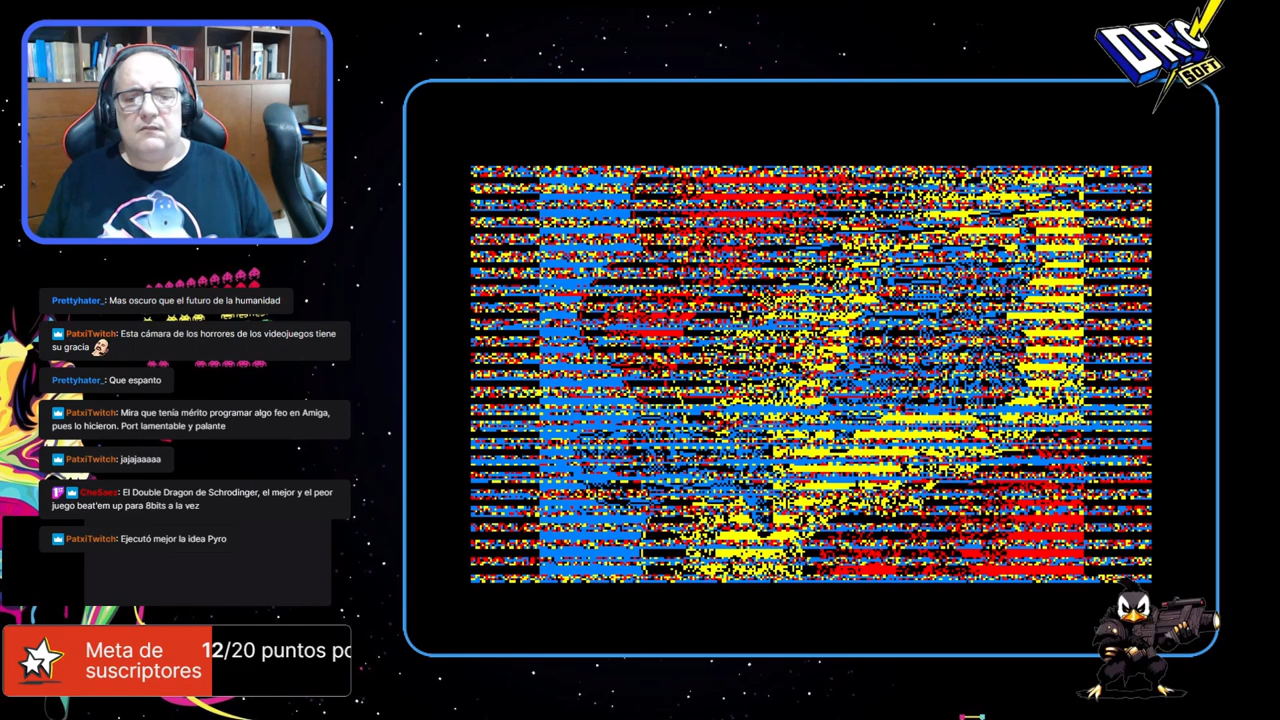 DRC
SOFT
Prettyhater_: Mas oscuro que el futuro de la humanidad
PatxiTwitch: Esta cámara de los horrores de los videojuegos tiene
su gracia
Prettyhater_: Que espanto
PatxiTwitch: Mira que tenía mérito programar algo feo en Amiga,
pues lo hicieron. Port lamentable y palante
PatxiTwitch: jajajaaaaa
CheSaez: El Double Dragon de Schrodinger, el mejor y el peor
juego beat'em up para 8bits a la vez
PatxiTwitch: Ejecutó mejor la idea Pyro
Meta de
suscriptores
12/20 puntos po